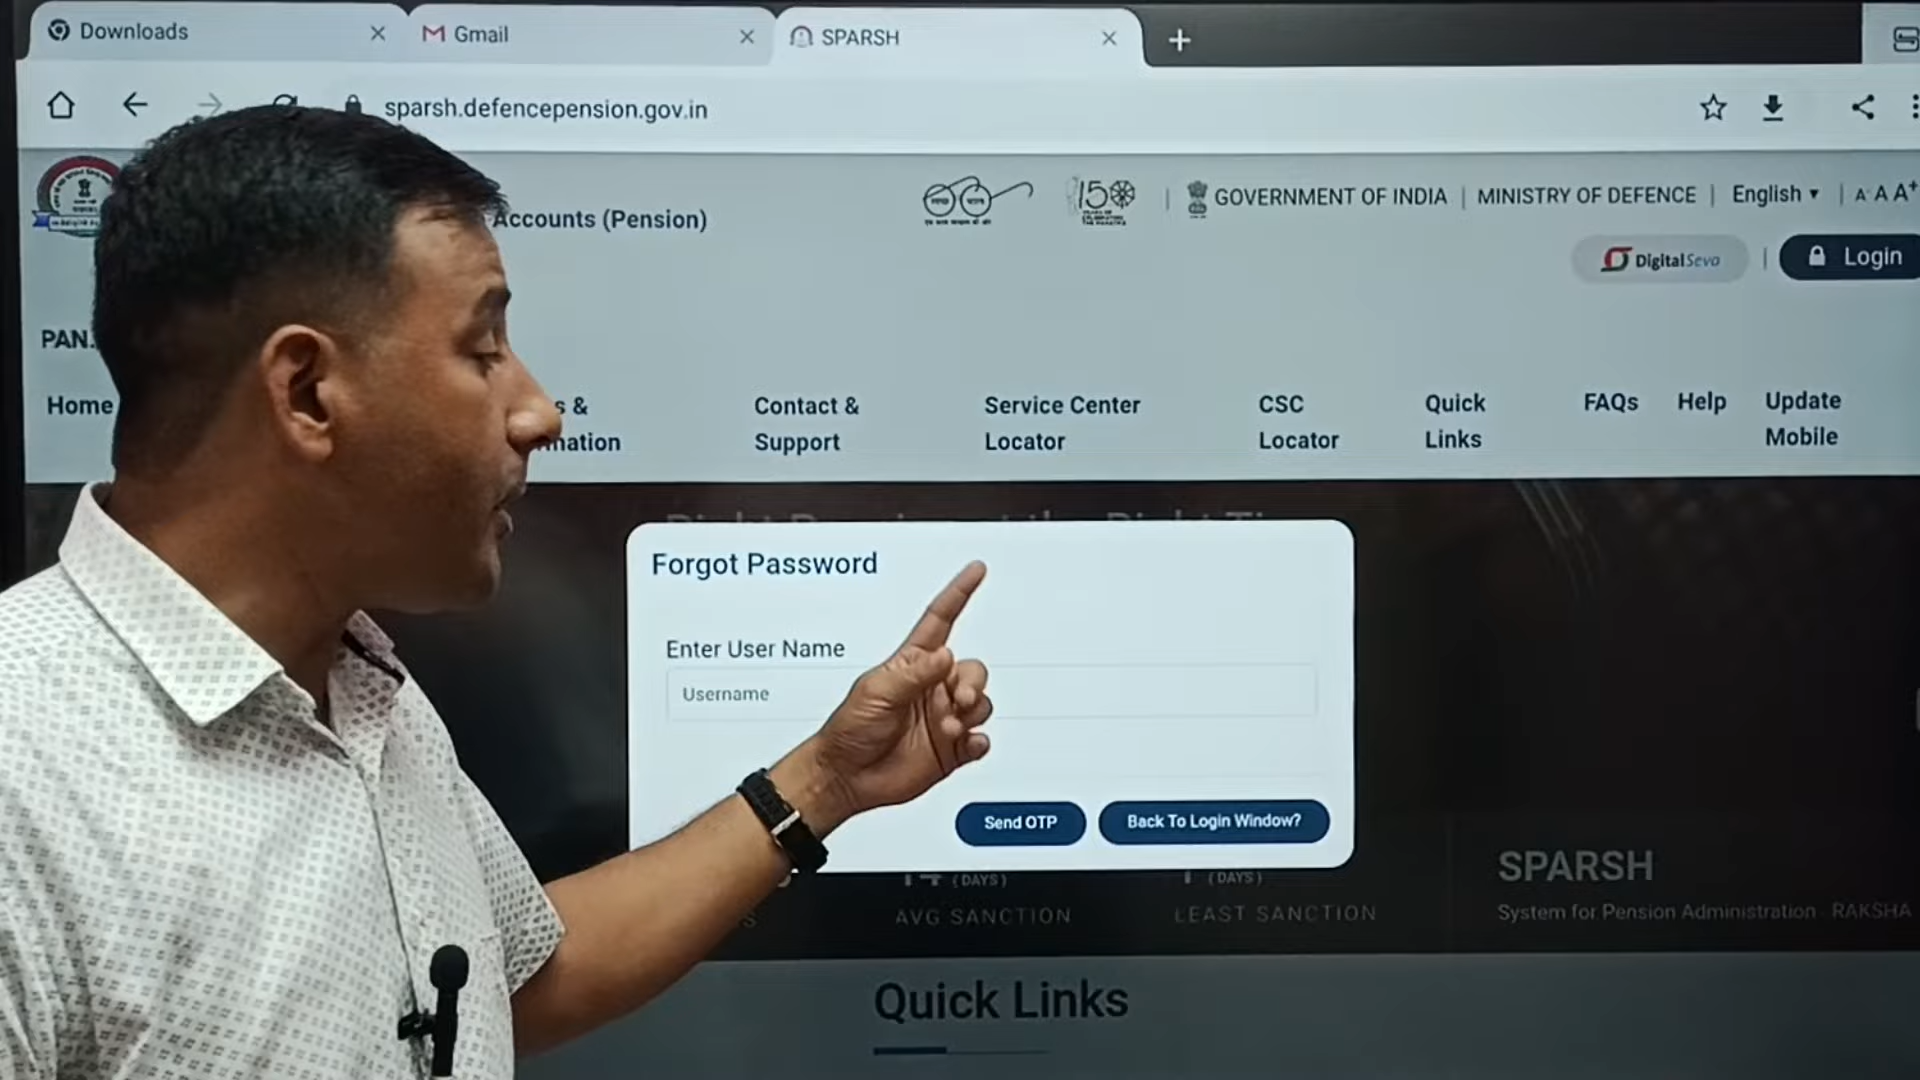 Downloads
Gmail
SPARSH
sparsh.defencepension.gov.in
Accounts (Pension)
150
GOVERNMENT OF INDIA | MINISTRY OF DEFENCE | English ▾ | A- A A+
DigitalSeva | Login
PAN.
Home
s &
mation
Contact &
Support
Service Center
Locator
CSC
Locator
Quick
Links
FAQs
Help
Update
Mobile
Forgot Password
Enter User Name
Username
Send OTP
Back To Login Window?
(DAYS)
(DAYS)
AVG SANCTION
LEAST SANCTION
SPARSH
System for Pension Administration RAKSHA
Quick Links